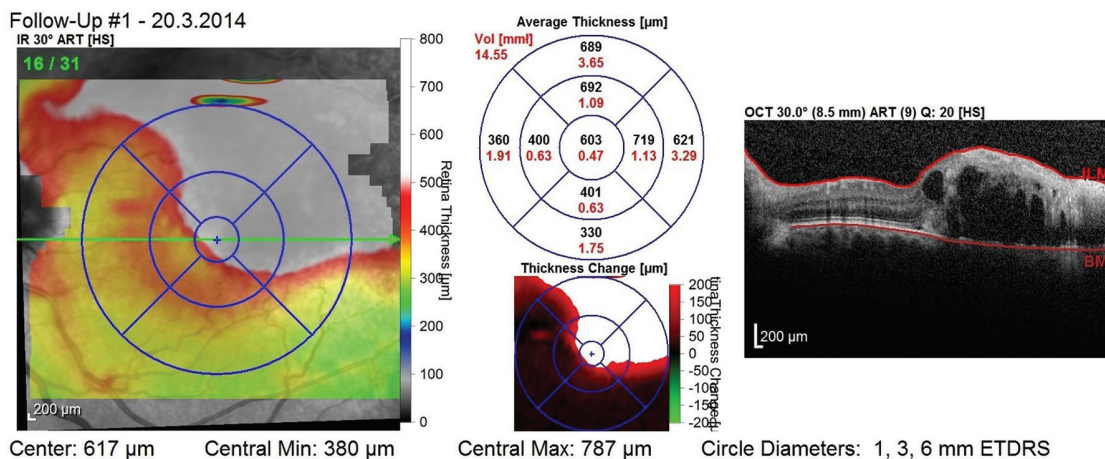 Follow-Up #1 - 20.3.2014
IR 30° ART [HS]
16 / 31
200 µm
800
700
600
500
400
300
200
100
0
Retina Thickness [µm]
Average Thickness [µm]
Vol [mmł]
14.55
689
3.65
692
1.09
360
1.91
400
0.63
603
0.47
719
1.13
621
3.29
401
0.63
330
1.75
Thickness Change [µm]
200
150
100
50
0
-50
-100
-150
-200
OCT 30.0° (8.5 mm) ART (9) Q: 20 [HS]
ILM
BM
200 µm
Center: 617 µm Central Min: 380 µm Central Max: 787 µm Circle Diameters: 1, 3, 6 mm ETDRS